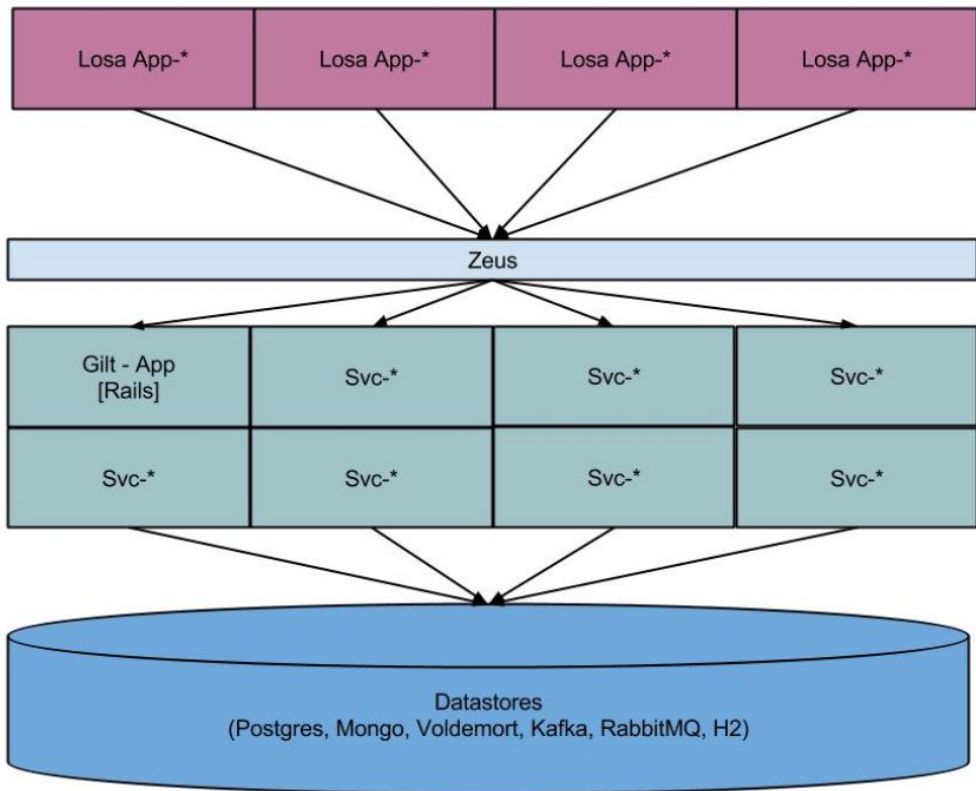 Losa App-*
Losa App-*
Losa App-*
Losa App-*
Zeus
Gilt - App
[Rails]
Svc-*
Svc-*
Svc-*
Svc-*
Svc-*
Svc-*
Svc-*
Datastores
(Postgres, Mongo, Voldemort, Kafka, RabbitMQ, H2)